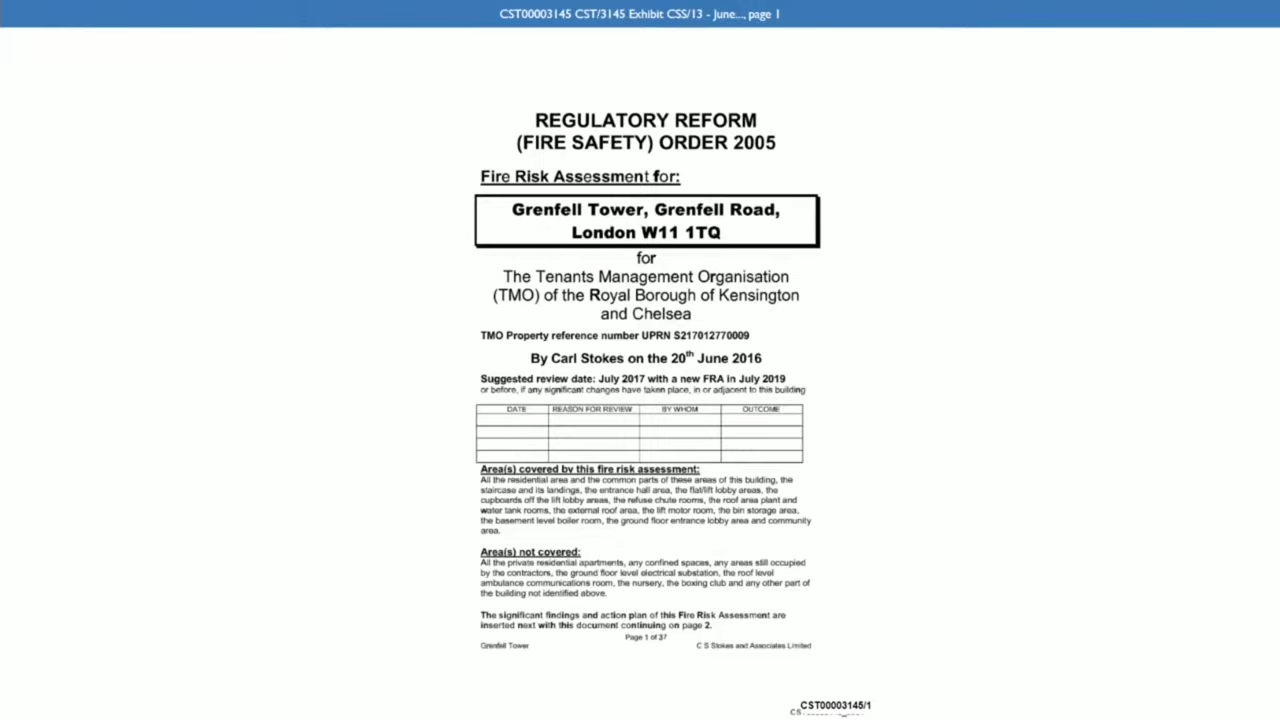 CST00003145 CST/3145 Exhibit CSS/13 - June..., page 1
REGULATORY REFORM
(FIRE SAFETY) ORDER 2005
Fire Risk Assessment for:
Grenfell Tower, Grenfell Road,
London W11 1TQ
for
The Tenants Management Organisation
(TMO) of the Royal Borough of Kensington
and Chelsea
TMO Property reference number UPRN S217012770009
By Carl Stokes on the 20th June 2016
Suggested review date: July 2017 with a new FRA in July 2019
or before, if any significant changes have taken place, in or adjacent to this building
DATE REASON FOR REVIEW BY WHOM OUTCOME
Area(s) covered by this fire risk assessment:
All the residential area and the common parts of these areas of this building, the
staircase and its landings, the entrance hall area, the flat/lift lobby areas, the
cupboards off the lift lobby areas, the refuse chute rooms, the roof area plant and
water tank rooms, the external roof area, the lift motor room, the bin storage area,
the basement level boiler room, the ground floor entrance lobby area and community
area.
Area(s) not covered:
All the private residential apartments, any confined spaces, any areas still occupied
by the contractors, the ground floor level electrical substation, the roof level
ambulance communications room, the nursery, the boxing club and any other part of
the building not identified above.
The significant findings and action plan of this Fire Risk Assessment are
inserted next with this document continuing on page 2.
Page 1 of 37
Grenfell Tower C S Stokes and Associates Limited
CST00003145/1